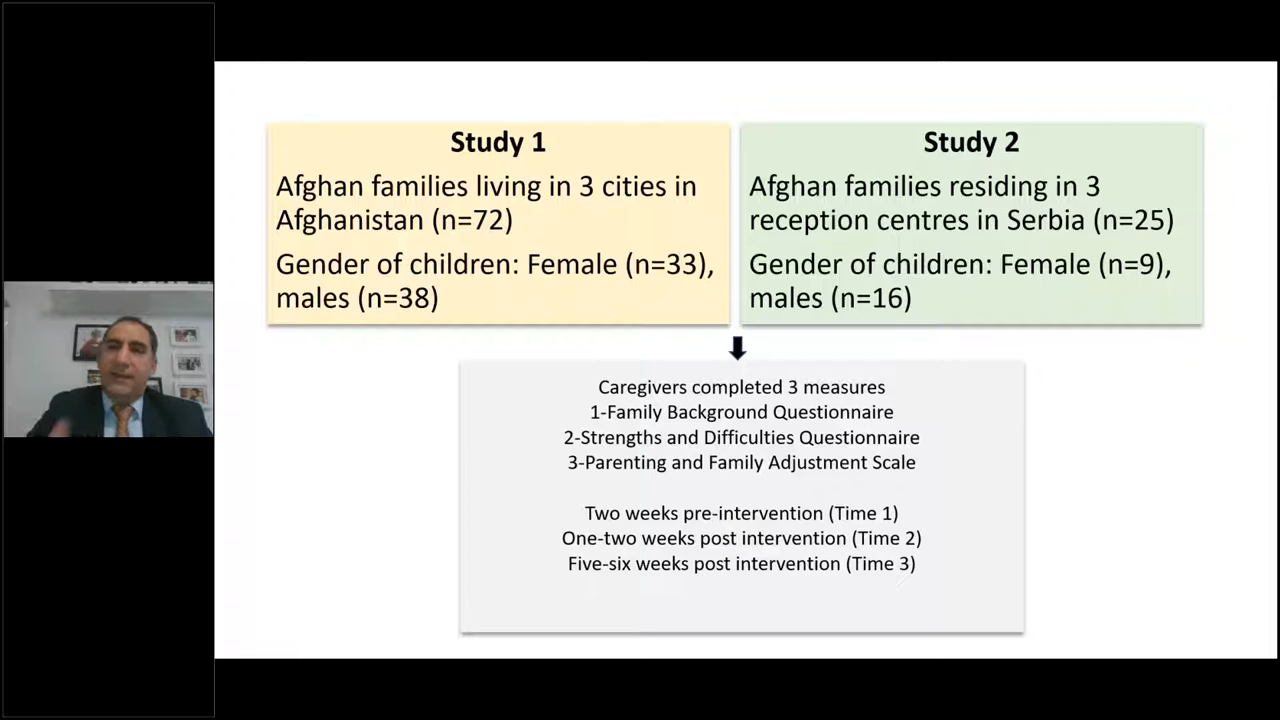 Study 1
Afghan families living in 3 cities in
Afghanistan (n=72)
Gender of children: Female (n=33),
males (n=38)
Study 2
Afghan families residing in 3
reception centres in Serbia (n=25)
Gender of children: Female (n=9),
males (n=16)
Caregivers completed 3 measures
1-Family Background Questionnaire
2-Strengths and Difficulties Questionnaire
3-Parenting and Family Adjustment Scale
Two weeks pre-intervention (Time 1)
One-two weeks post intervention (Time 2)
Five-six weeks post intervention (Time 3)